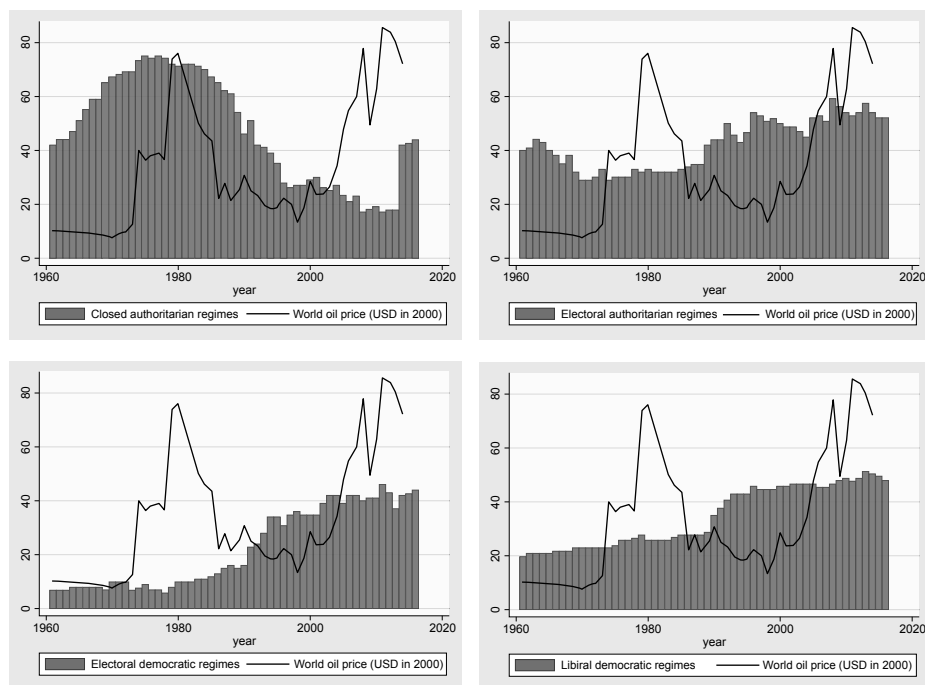 80
60
40
20
0
1960 1980 2000 2020
year
Closed authoritarian regimes World oil price (USD in 2000)
80
60
40
20
0
1960 1980 2000 2020
year
Electoral authoritarian regimes World oil price (USD in 2000)
80
60
40
20
0
1960 1980 2000 2020
year
Electoral democratic regimes World oil price (USD in 2000)
80
60
40
20
0
1960 1980 2000 2020
year
Libiral democratic regimes World oil price (USD in 2000)